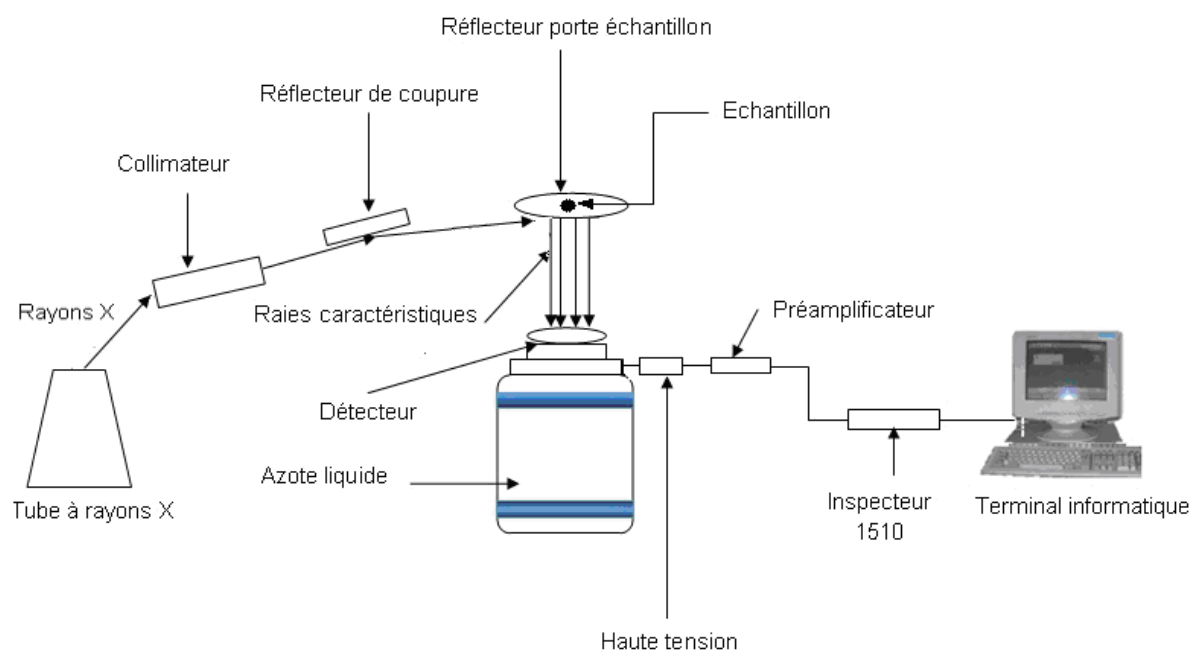 Réflecteur porte échantillon
Réflecteur de coupure
Echantillon
Collimateur
Rayons X
Raies caractéristiques
Préamplificateur
Détecteur
Azote liquide
Tube à rayons X
Inspecteur
1510
Terminal informatique
Haute tension